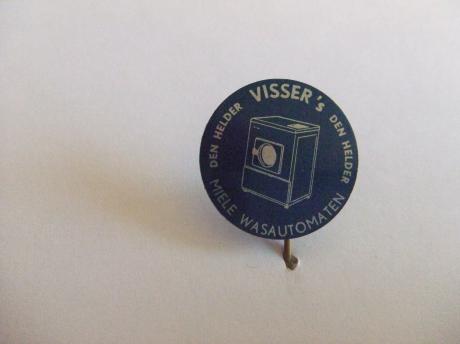 VISSER's
DEN HELDER
DEN HELDER
MIELE WASAUTOMATEN